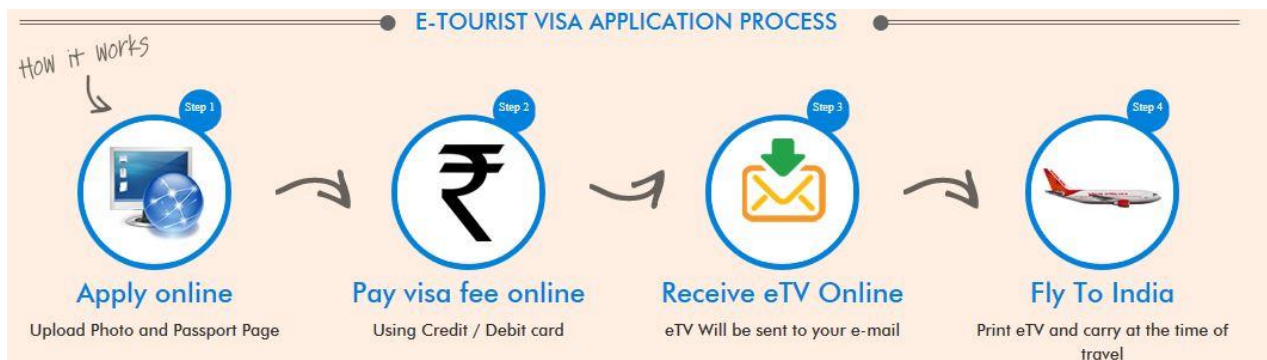 E-TOURIST VISA APPLICATION PROCESS
How it works
Step 1
Step 2
Step 3
Step 4
Apply online
Upload Photo and Passport Page
Pay visa fee online
Using Credit / Debit card
Receive eTV Online
eTV Will be sent to your e-mail
Fly To India
Print eTV and carry at the time of
travel